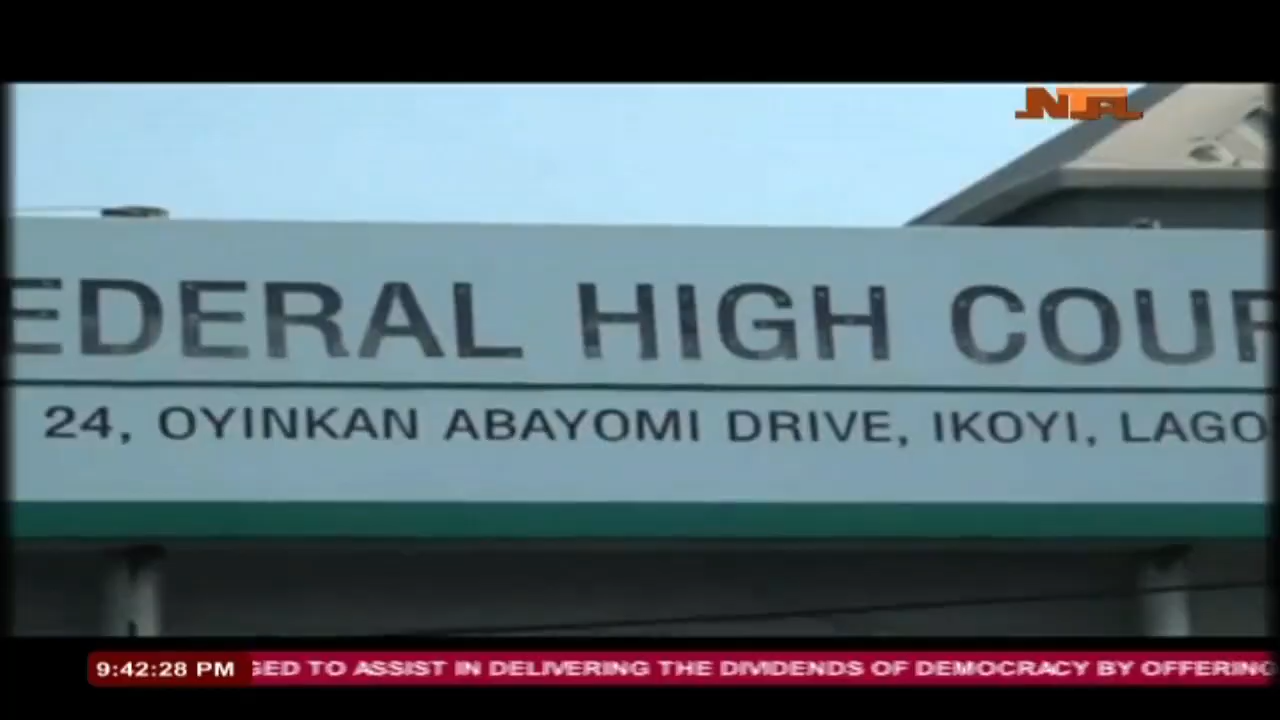 NTA
EDERAL HIGH COUR
24, OYINKAN ABAYOMI DRIVE, IKOYI, LAGO
9:42:28 PM
GED TO ASSIST IN DELIVERING THE DIVIDENDS OF DEMOCRACY BY OFFERING